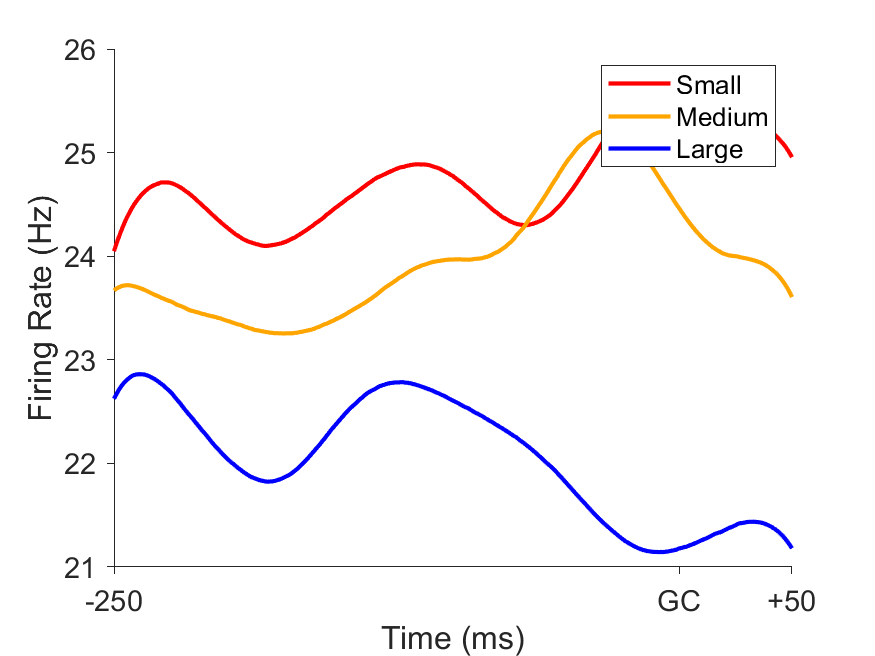 26
25
24
23
22
21
Firing Rate (Hz)
Small
Medium
Large
-250
GC
+50
Time (ms)